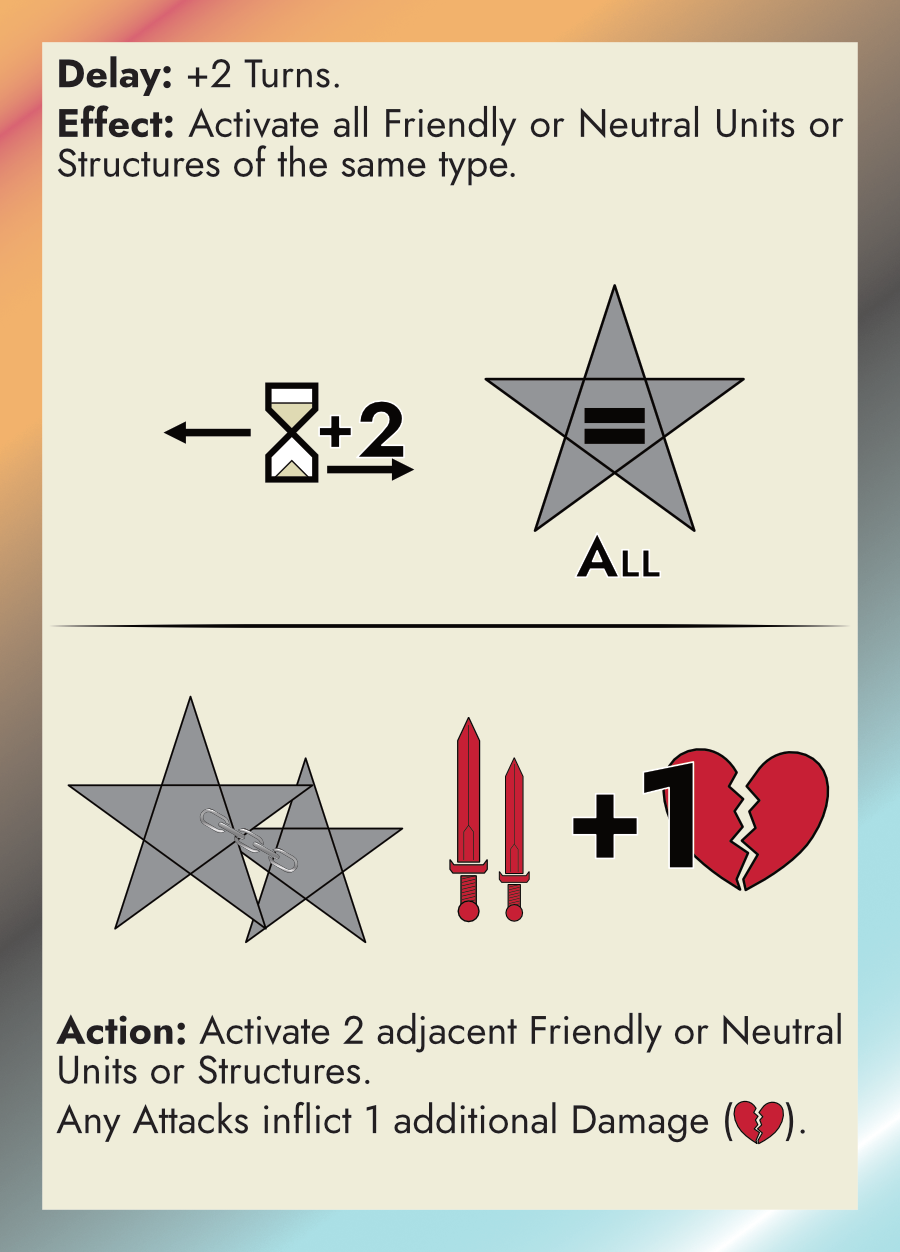 Delay: +2 Turns.
Effect: Activate all Friendly or Neutral Units or
Structures of the same type.
+2
=
ALL
+1
Action: Activate 2 adjacent Friendly or Neutral
Units or Structures.
Any Attacks inflict 1 additional Damage ( ).